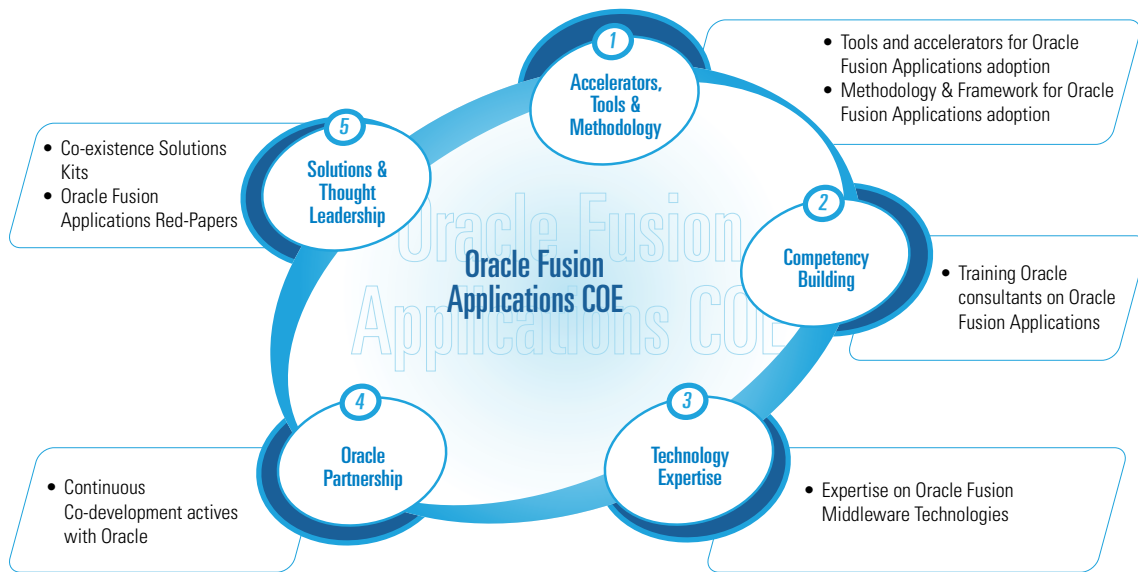 1
Accelerators,
Tools &
Methodology
• Tools and accelerators for Oracle
Fusion Applications adoption
• Methodology & Framework for Oracle
Fusion Applications adoption
2
Competency
Building
• Training Oracle
consultants on Oracle
Fusion Applications
3
Technology
Expertise
• Expertise on Oracle Fusion
Middleware Technologies
4
Oracle
Partnership
• Continuous
Co-development actives
with Oracle
5
Solutions &
Thought
Leadership
• Co-existence Solutions
Kits
• Oracle Fusion
Applications Red-Papers
Oracle Fusion
Applications COE
Oracle Fusion
Applications COE